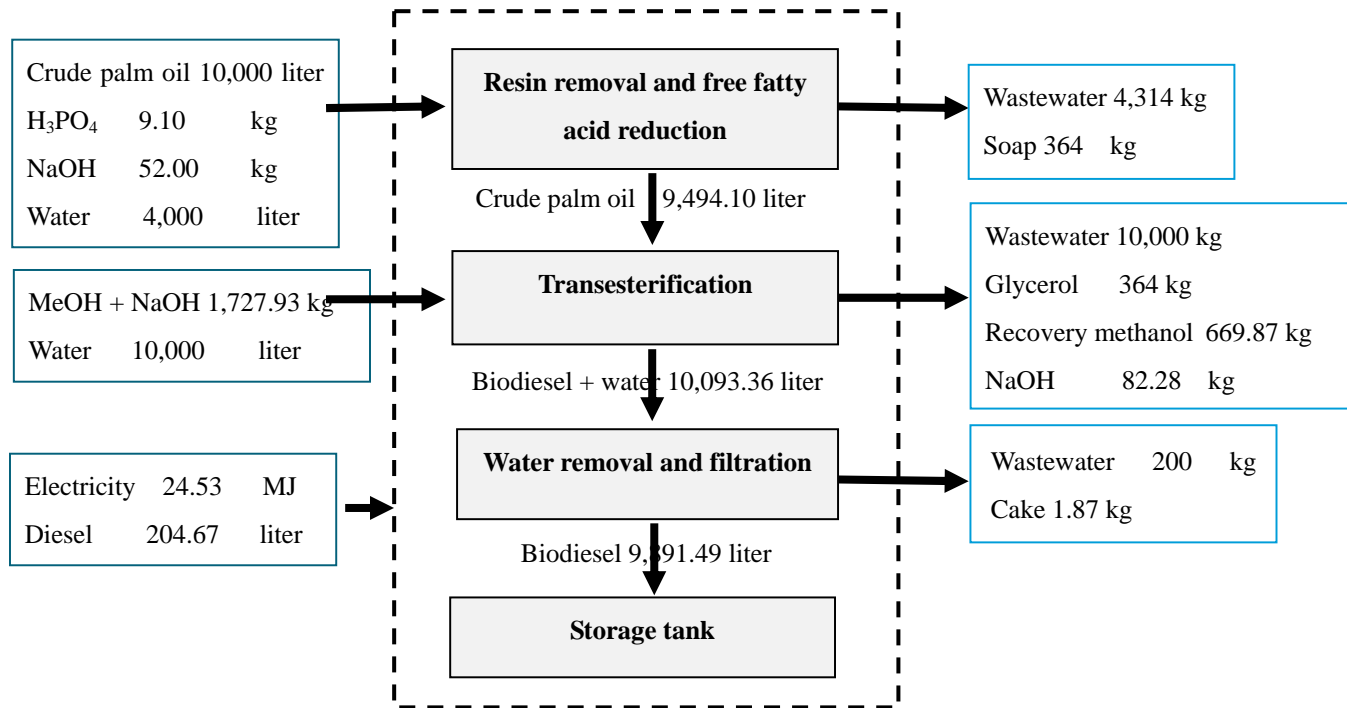 Crude palm oil 10,000 liter
H₃PO₄ 9.10 kg
NaOH 52.00 kg
Water 4,000 liter
Resin removal and free fatty
acid reduction
Wastewater 4,314 kg
Soap 364 kg
Crude palm oil 9,494.10 liter
MeOH + NaOH 1,727.93 kg
Water 10,000 liter
Transesterification
Wastewater 10,000 kg
Glycerol 364 kg
Recovery methanol 669.87 kg
NaOH 82.28 kg
Biodiesel + water 10,093.36 liter
Electricity 24.53 MJ
Diesel 204.67 liter
Water removal and filtration
Wastewater 200 kg
Cake 1.87 kg
Biodiesel 9,891.49 liter
Storage tank